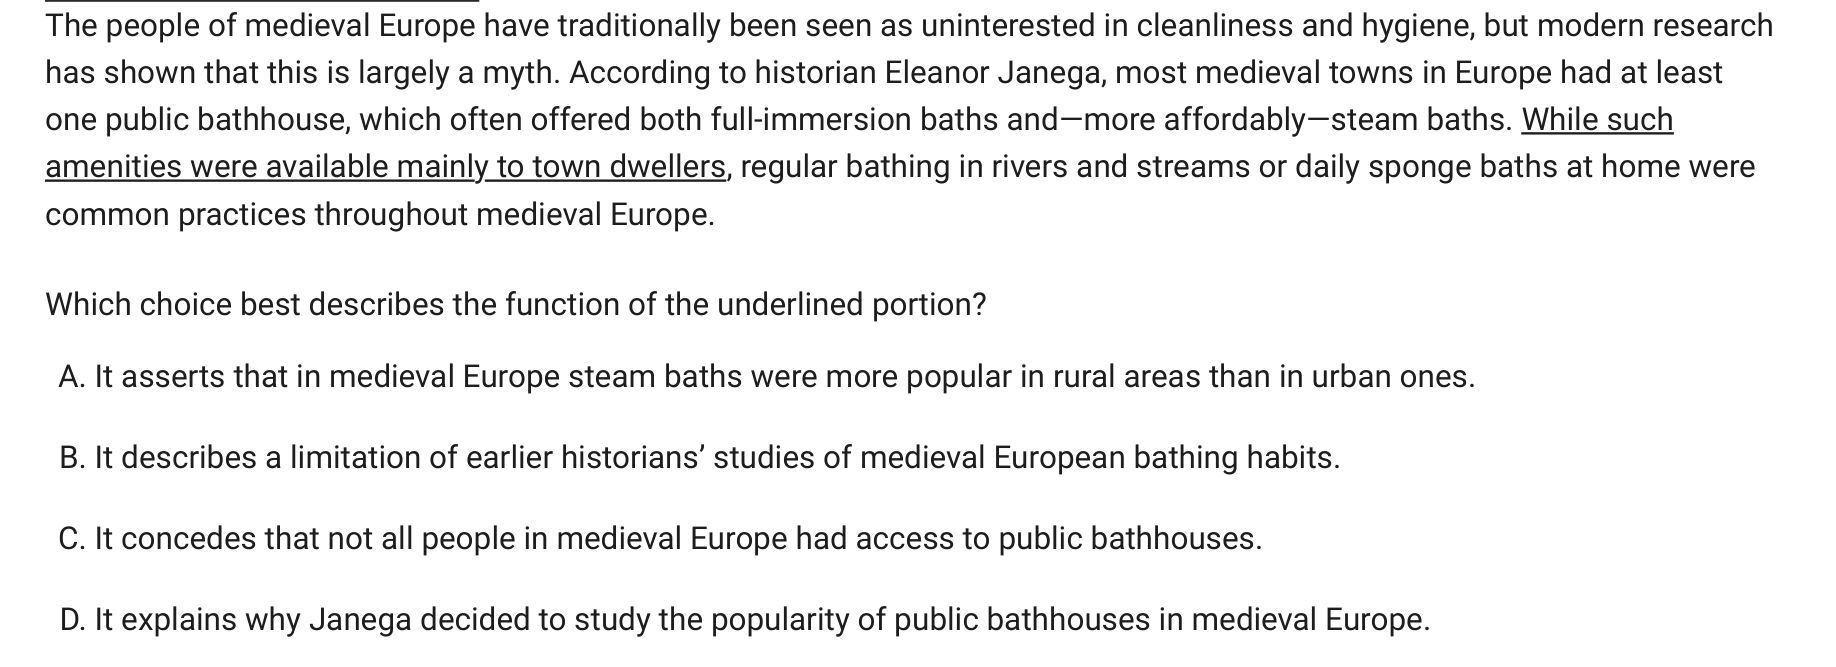 The people of medieval Europe have traditionally been seen as uninterested in cleanliness and hygiene, but modern research
has shown that this is largely a myth. According to historian Eleanor Janega, most medieval towns in Europe had at least
one public bathhouse, which often offered both full-immersion baths and—more affordably—steam baths. While such
amenities were available mainly to town dwellers, regular bathing in rivers and streams or daily sponge baths at home were
common practices throughout medieval Europe.
Which choice best describes the function of the underlined portion?
A. It asserts that in medieval Europe steam baths were more popular in rural areas than in urban ones.
B. It describes a limitation of earlier historians’ studies of medieval European bathing habits.
C. It concedes that not all people in medieval Europe had access to public bathhouses.
D. It explains why Janega decided to study the popularity of public bathhouses in medieval Europe.